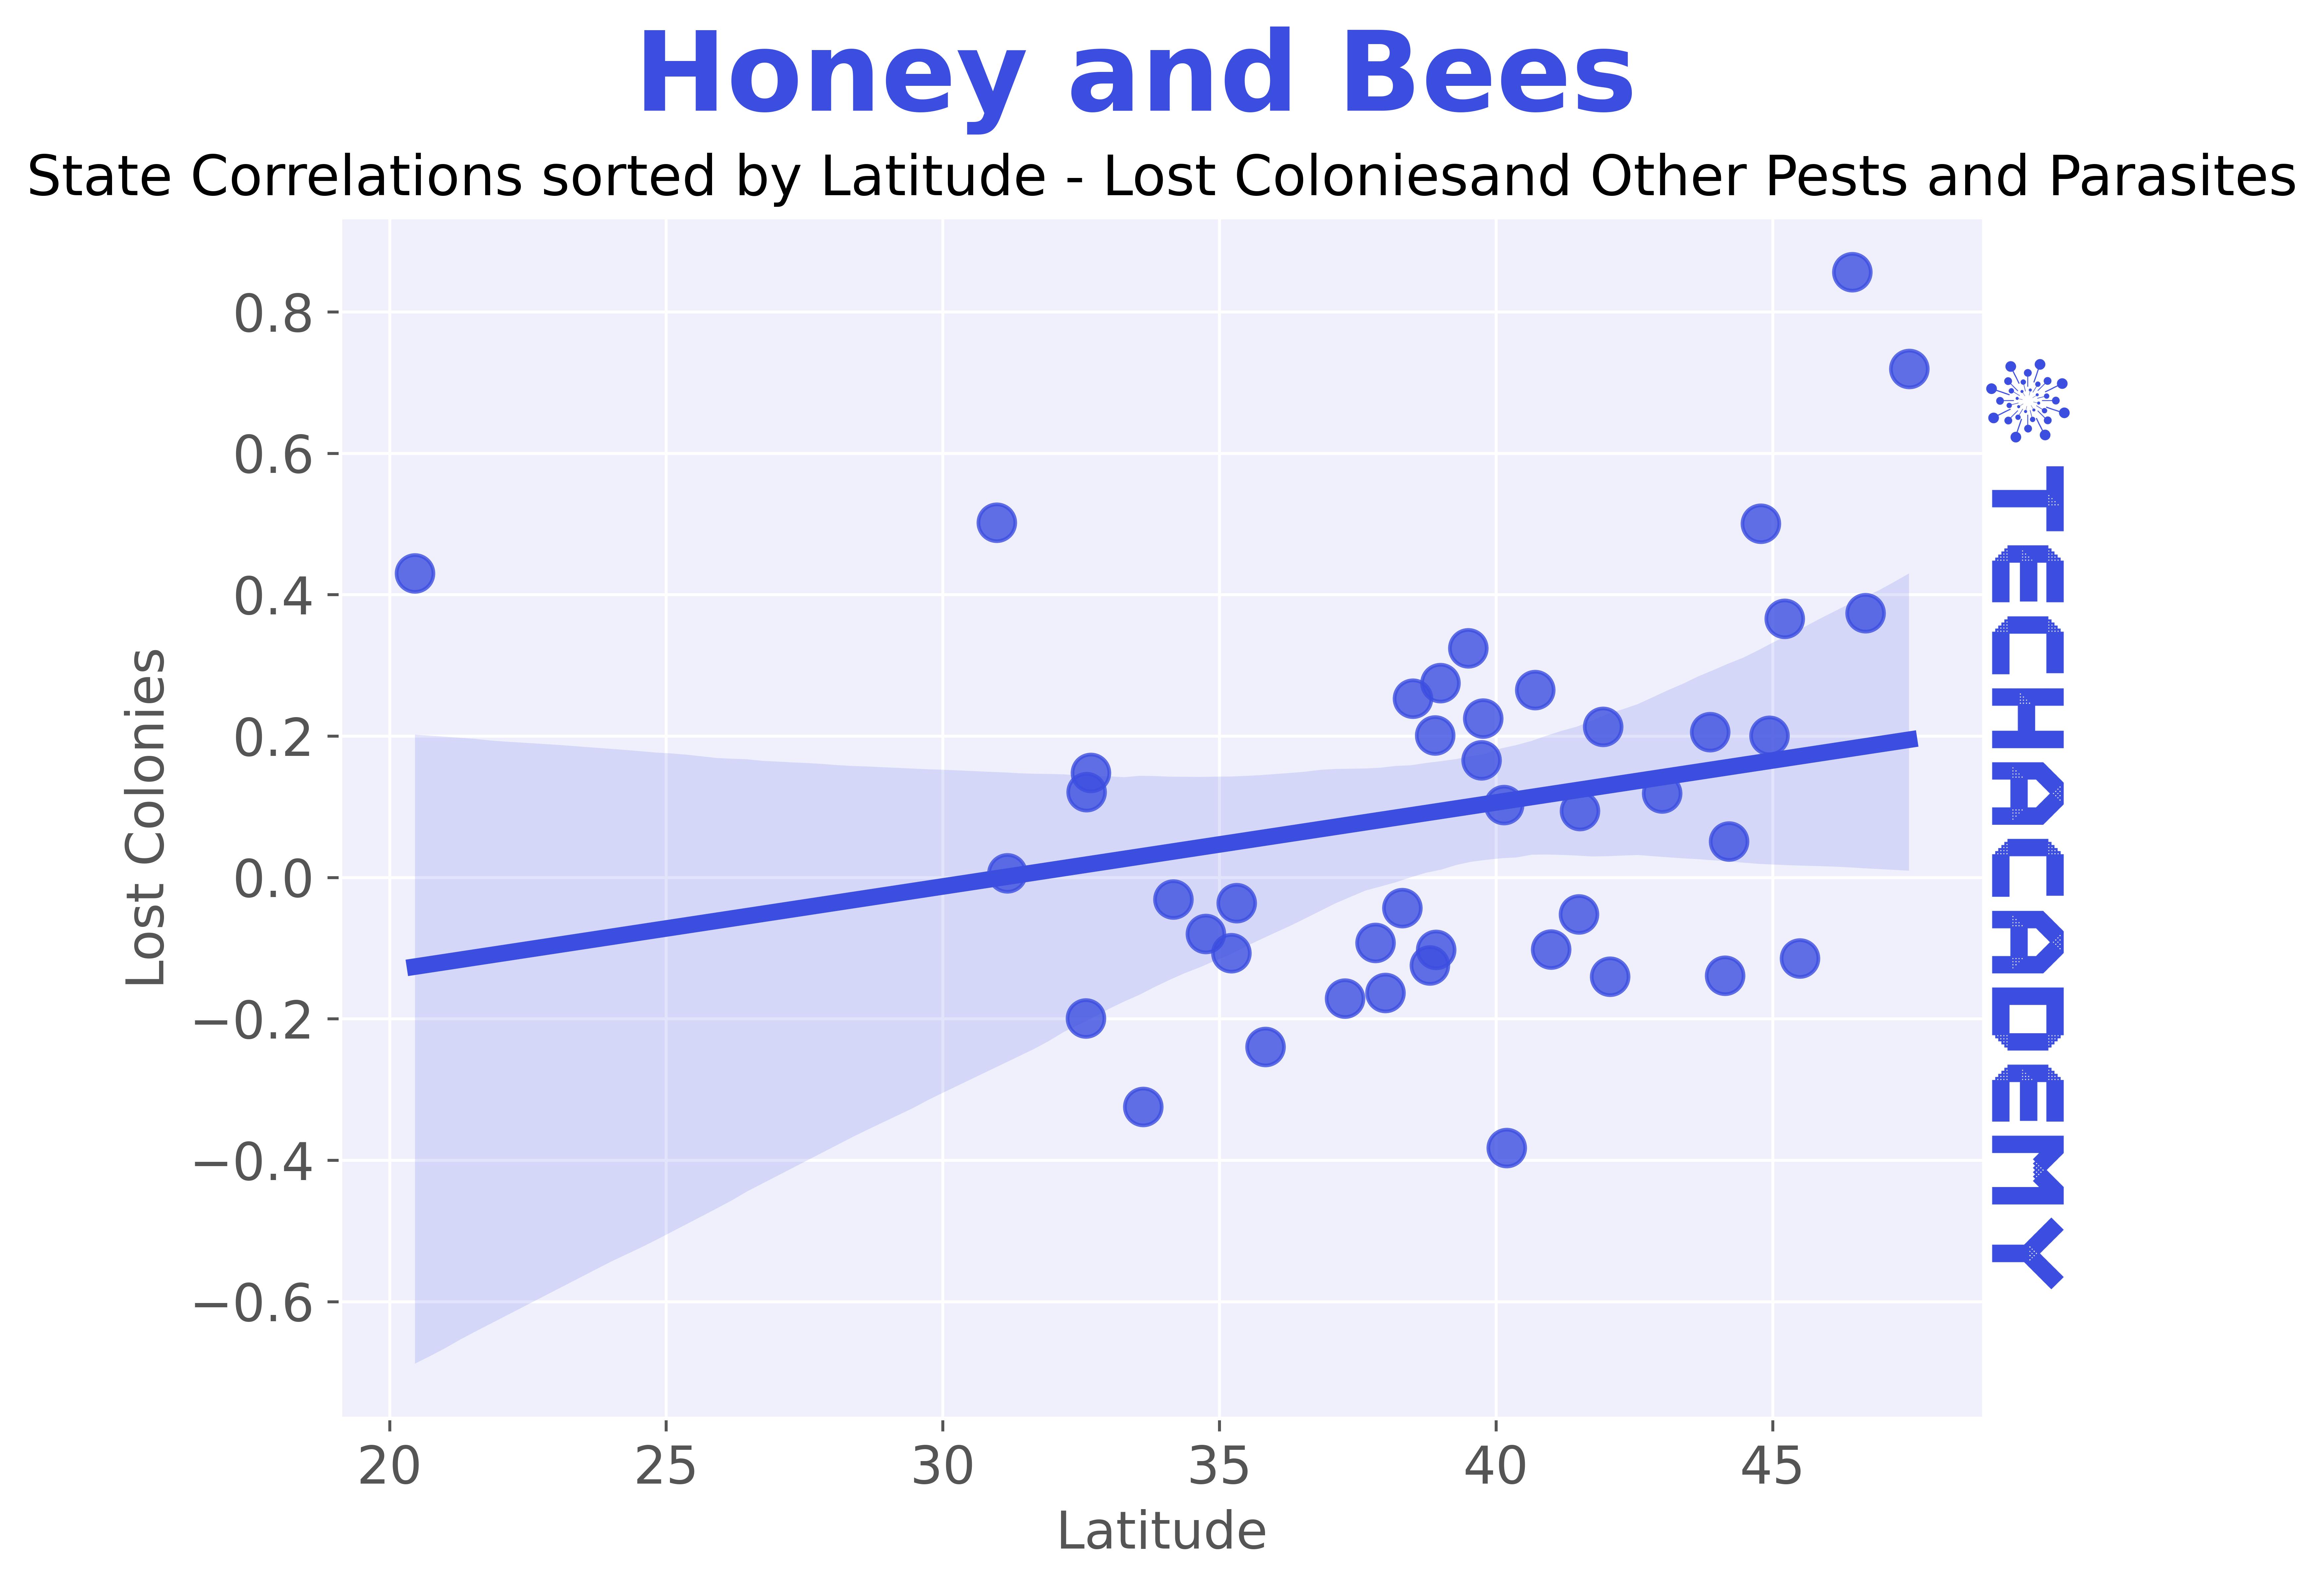 Honey and Bees
State Correlations sorted by Latitude - Lost Coloniesand Other Pests and Parasites
Lost Colonies
0.8
0.6
0.4
0.2
0.0
−0.2
−0.4
−0.6
20 25 30 35 40 45
Latitude
TECHACADEMY